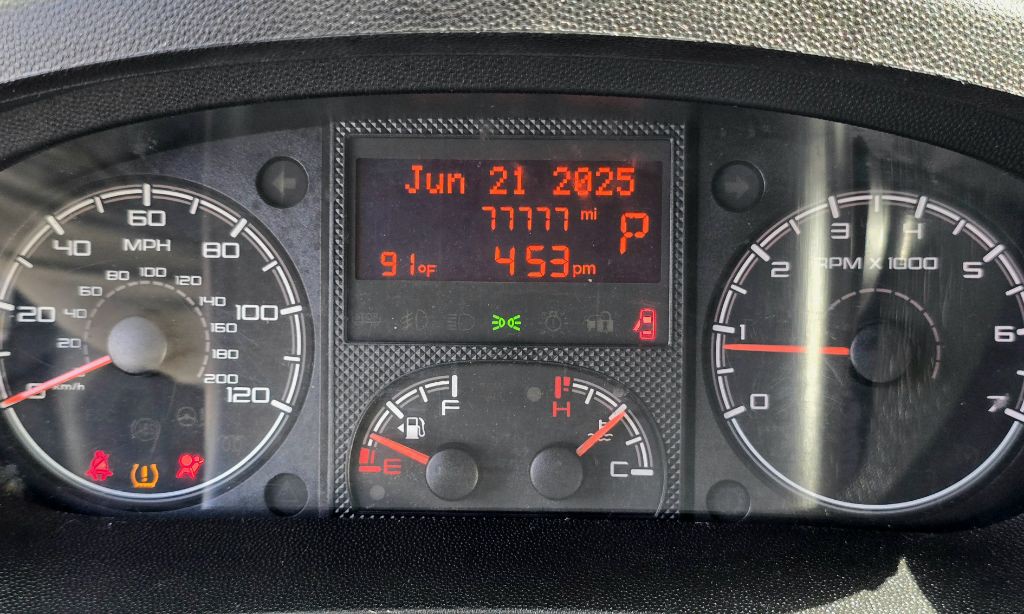 Jun 21 2025
77777 mi
P
91°F 453pm
60
40 80
MPH
20 100
0 120
80 100 120
60 140
40 160
20 180
km/h 200
3 4
2 5
RPM X 1000
1 6
0 7
F H
E C